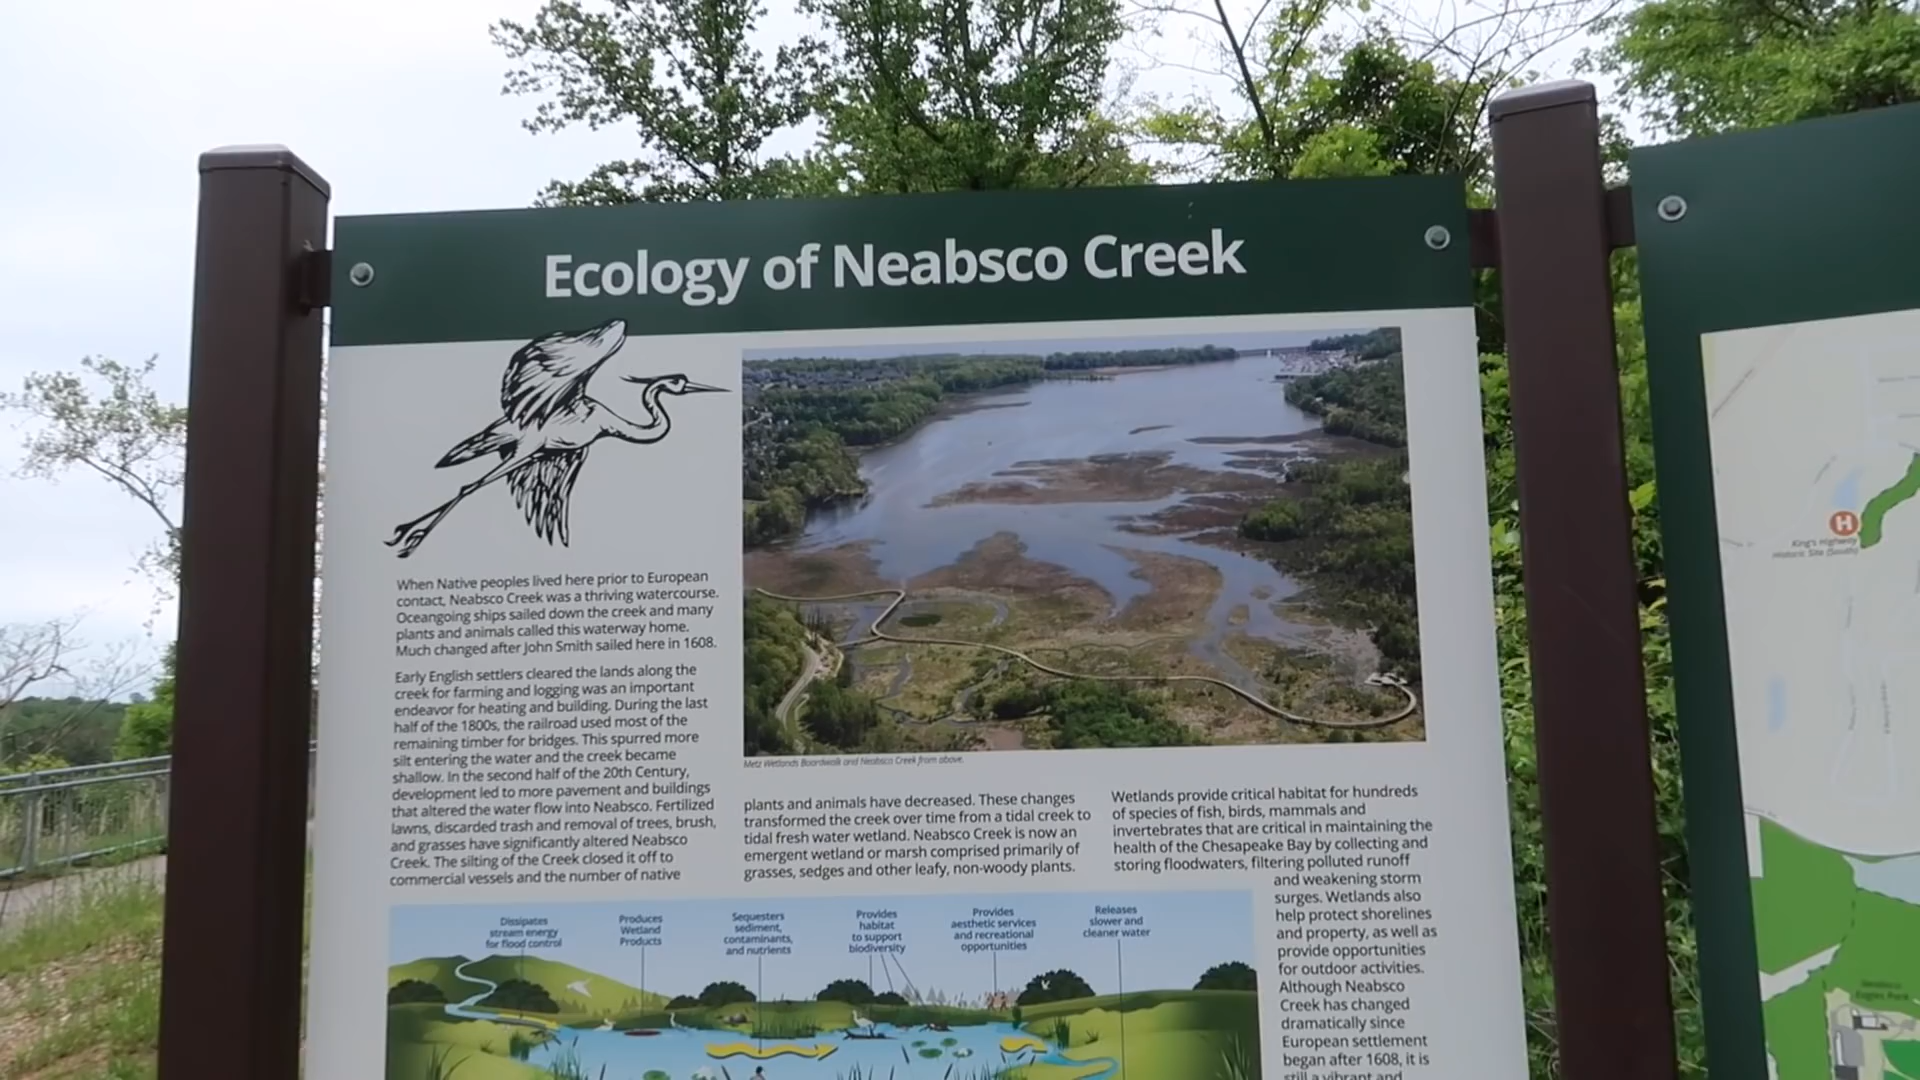 Ecology of Neabsco Creek
When Native peoples lived here prior to European
contact, Neabsco Creek was a thriving watercourse.
Oceangoing ships sailed down the creek and many
plants and animals called this waterway home.
Much changed after John Smith sailed here in 1608.
Early English settlers cleared the lands along the
creek for farming and logging was an important
endeavor for heating and building. During the last
half of the 1800s, the railroad used most of the
remaining timber for bridges. This spurred more
silt entering the water and the creek became
shallow. In the second half of the 20th Century,
development led to more pavement and buildings
that altered the water flow into Neabsco. Fertilized
lawns, discarded trash and removal of trees, brush,
and grasses have significantly altered Neabsco
Creek. The silting of the Creek closed it off to
commercial vessels and the number of native
Metz Wetlands Boardwalk and Neabsco Creek from above.
plants and animals have decreased. These changes
transformed the creek over time from a tidal creek to
tidal fresh water wetland. Neabsco Creek is now an
emergent wetland or marsh comprised primarily of
grasses, sedges and other leafy, non-woody plants.
Wetlands provide critical habitat for hundreds
of species of fish, birds, mammals and
invertebrates that are critical in maintaining the
health of the Chesapeake Bay by collecting and
storing floodwaters, filtering polluted runoff
and weakening storm
surges. Wetlands also
help protect shorelines
and property, as well as
provide opportunities
for outdoor activities.
Although Neabsco
Creek has changed
dramatically since
European settlement
began after 1608, it is
still a vibrant and
Dissipates
stream energy
for flood control
Produces
Wetland
Products
Sequesters
sediment,
contaminants,
and nutrients
Provides
habitat
to support
biodiversity
Provides
aesthetic services
and recreational
opportunities
Releases
slower and
cleaner water
H
King's Highway
Historic Site (South)